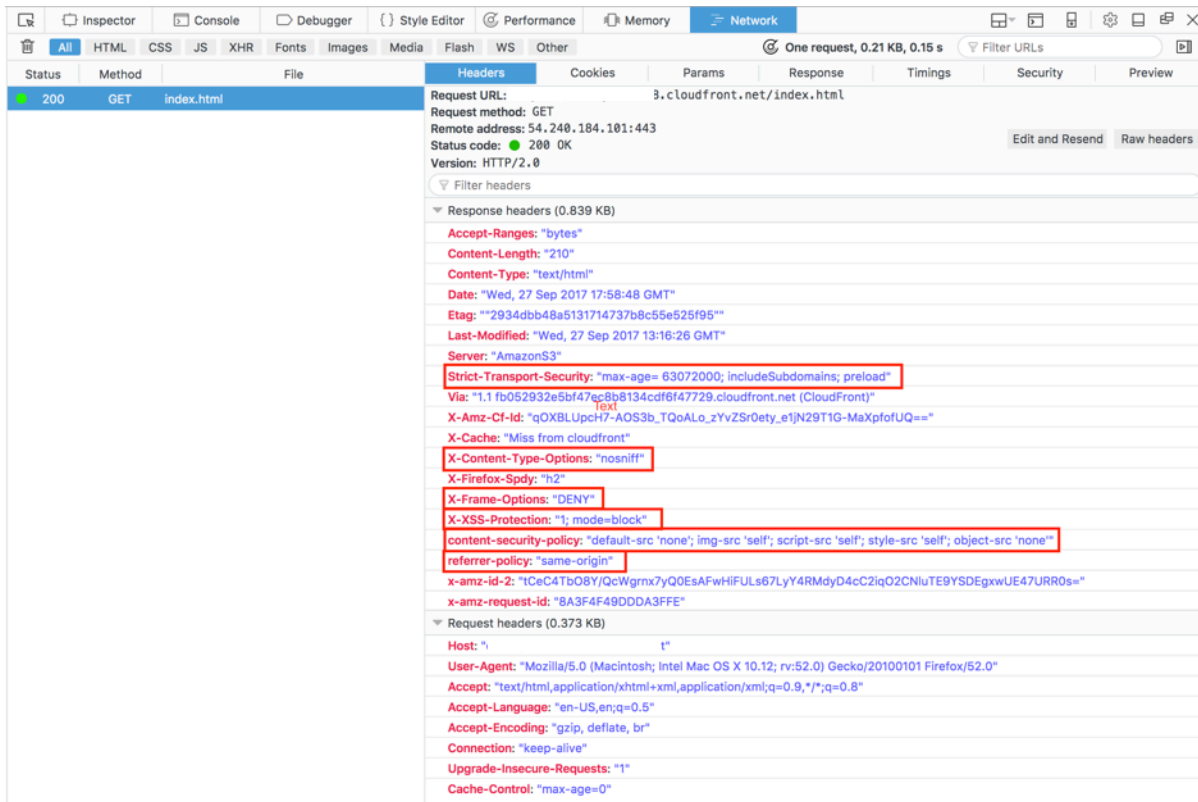 Inspector Console Debugger { } Style Editor Performance Memory Network
All HTML CSS JS XHR Fonts Images Media Flash WS Other One request, 0.21 KB, 0.15 s Filter URLs
Status Method File Headers Cookies Params Response Timings Security Preview
200 GET index.html
Request URL: 3.cloudfront.net/index.html
Request method: GET
Remote address: 54.240.184.101:443
Status code: 200 OK
Edit and Resend Raw headers
Version: HTTP/2.0
Filter headers
Response headers (0.839 KB)
Accept-Ranges: "bytes"
Content-Length: "210"
Content-Type: "text/html"
Date: "Wed, 27 Sep 2017 17:58:48 GMT"
Etag: ""2934dbb48a5131714737b8c55e525f95""
Last-Modified: "Wed, 27 Sep 2017 13:16:26 GMT"
Server: "AmazonS3"
Strict-Transport-Security: "max-age= 63072000; includeSubdomains; preload"
Via: "1.1 fb052932e5bf47ec8b8134cdf6f47729.cloudfront.net (CloudFront)"
Text
X-Amz-Cf-Id: "qOXBLUpcH7-AOS3b_TQoALo_zYvZSr0ety_e1jN29T1G-MaXpfofUQ=="
X-Cache: "Miss from cloudfront"
X-Content-Type-Options: "nosniff"
X-Firefox-Spdy: "h2"
X-Frame-Options: "DENY"
X-XSS-Protection: "1; mode=block"
content-security-policy: "default-src 'none'; img-src 'self'; script-src 'self'; style-src 'self'; object-src 'none'"
referrer-policy: "same-origin"
x-amz-id-2: "tCeC4TbO8Y/QcWgrnx7yQ0EsAFwHiFULs67LyY4RMdyD4cC2iqO2CNluTE9YSDEgxwUE47URR0s="
x-amz-request-id: "8A3F4F49DDDA3FFE"
Request headers (0.373 KB)
Host: " t"
User-Agent: "Mozilla/5.0 (Macintosh; Intel Mac OS X 10.12; rv:52.0) Gecko/20100101 Firefox/52.0"
Accept: "text/html,application/xhtml+xml,application/xml;q=0.9,*/*;q=0.8"
Accept-Language: "en-US,en;q=0.5"
Accept-Encoding: "gzip, deflate, br"
Connection: "keep-alive"
Upgrade-Insecure-Requests: "1"
Cache-Control: "max-age=0"